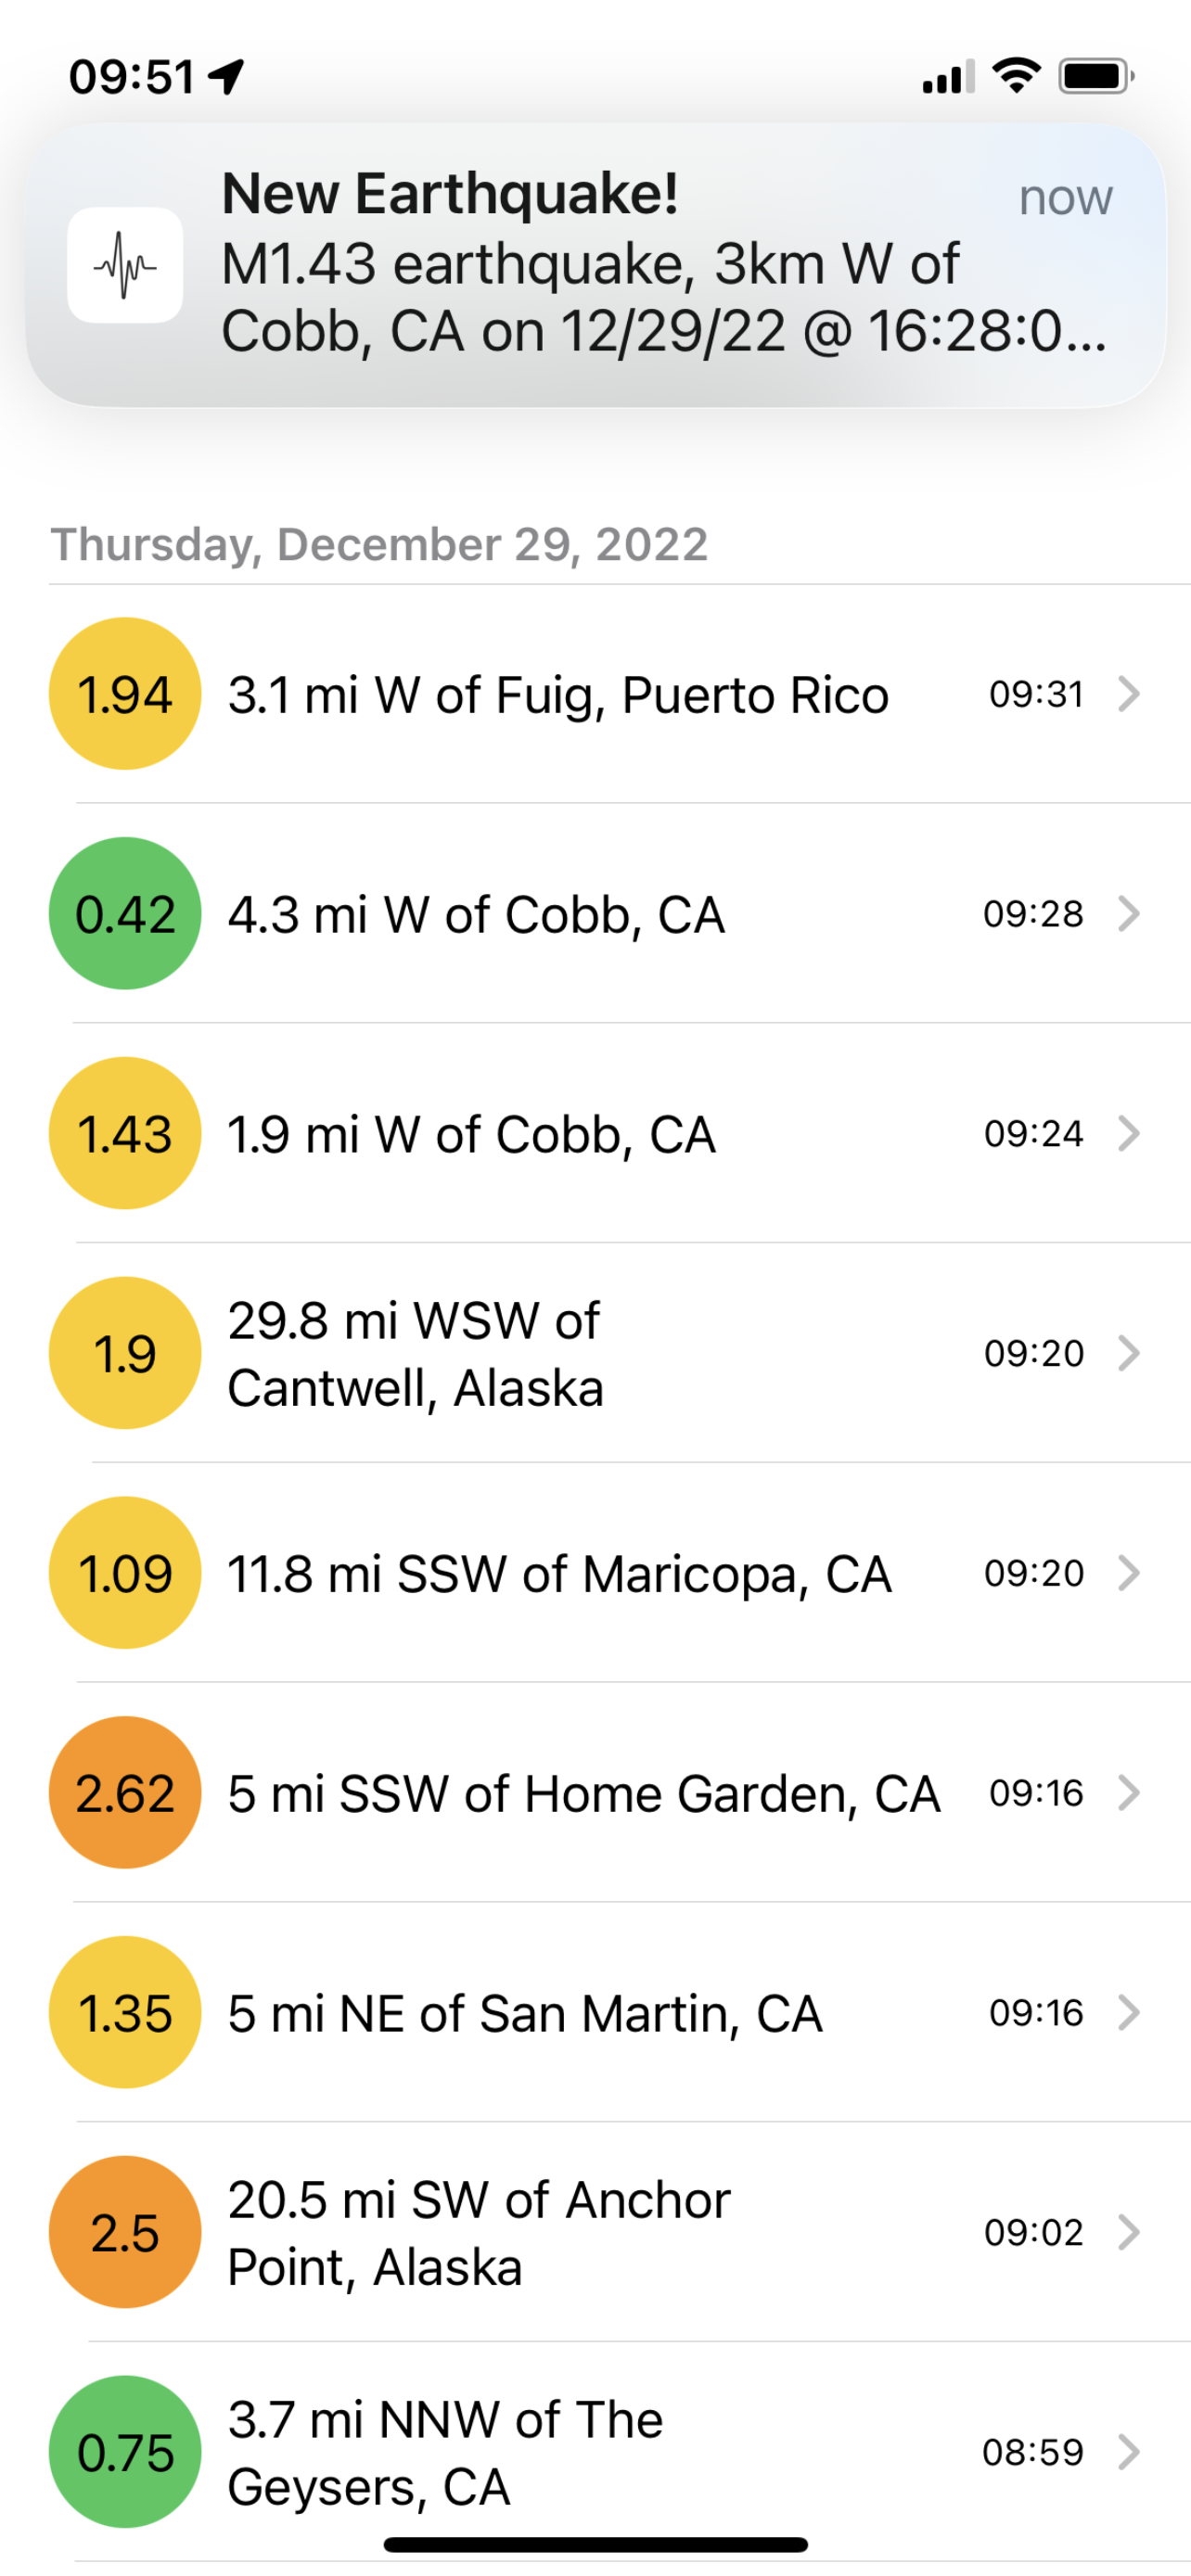 09:51
New Earthquake! now
M1.43 earthquake, 3km W of
Cobb, CA on 12/29/22 @ 16:28:0...
Thursday, December 29, 2022
1.94 3.1 mi W of Fuig, Puerto Rico 09:31
0.42 4.3 mi W of Cobb, CA 09:28
1.43 1.9 mi W of Cobb, CA 09:24
1.9 29.8 mi WSW of
Cantwell, Alaska 09:20
1.09 11.8 mi SSW of Maricopa, CA 09:20
2.62 5 mi SSW of Home Garden, CA 09:16
1.35 5 mi NE of San Martin, CA 09:16
2.5 20.5 mi SW of Anchor
Point, Alaska 09:02
0.75 3.7 mi NNW of The
Geysers, CA 08:59